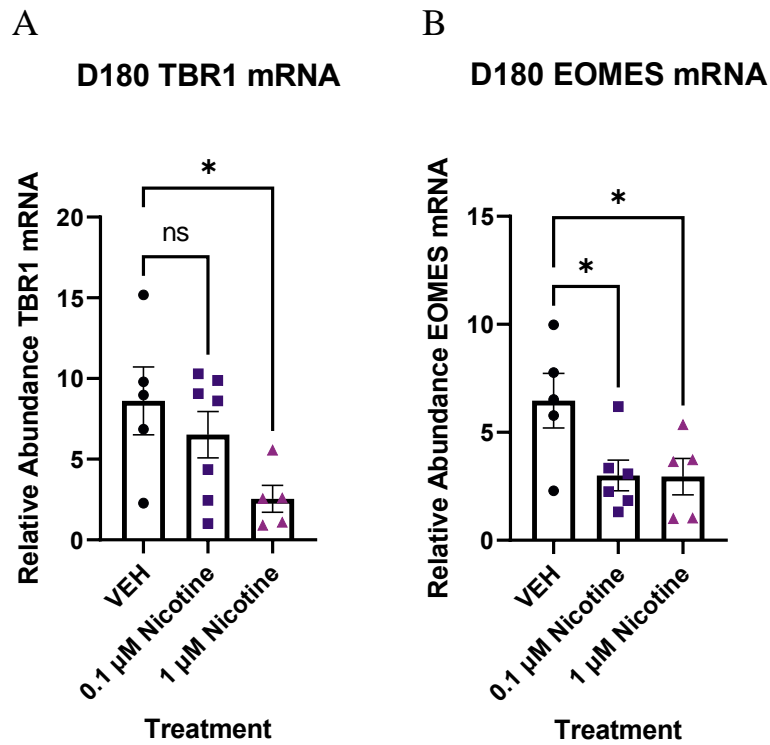 A
D180 TBR1 mRNA
Relative Abundance TBR1 mRNA
20
15
10
5
0
*
ns
VEH
0.1 µM Nicotine
1 µM Nicotine
Treatment
B
D180 EOMES mRNA
Relative Abundance EOMES mRNA
15
10
5
0
*
*
VEH
0.1 µM Nicotine
1 µM Nicotine
Treatment